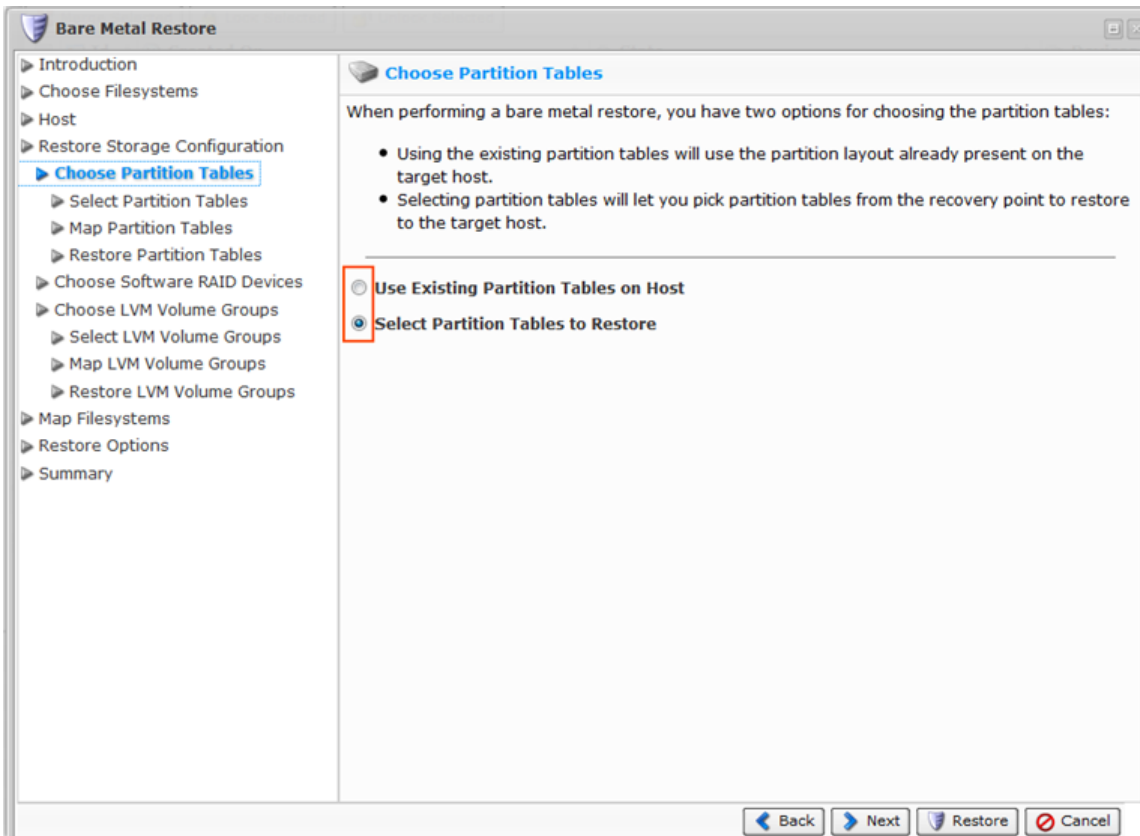 Bare Metal Restore
Introduction
Choose Filesystems
Host
Restore Storage Configuration
Choose Partition Tables
Select Partition Tables
Map Partition Tables
Restore Partition Tables
Choose Software RAID Devices
Choose LVM Volume Groups
Select LVM Volume Groups
Map LVM Volume Groups
Restore LVM Volume Groups
Map Filesystems
Restore Options
Summary
Choose Partition Tables
When performing a bare metal restore, you have two options for choosing the partition tables:
• Using the existing partition tables will use the partition layout already present on the
target host.
• Selecting partition tables will let you pick partition tables from the recovery point to restore
to the target host.
Use Existing Partition Tables on Host
Select Partition Tables to Restore
Back Next Restore Cancel